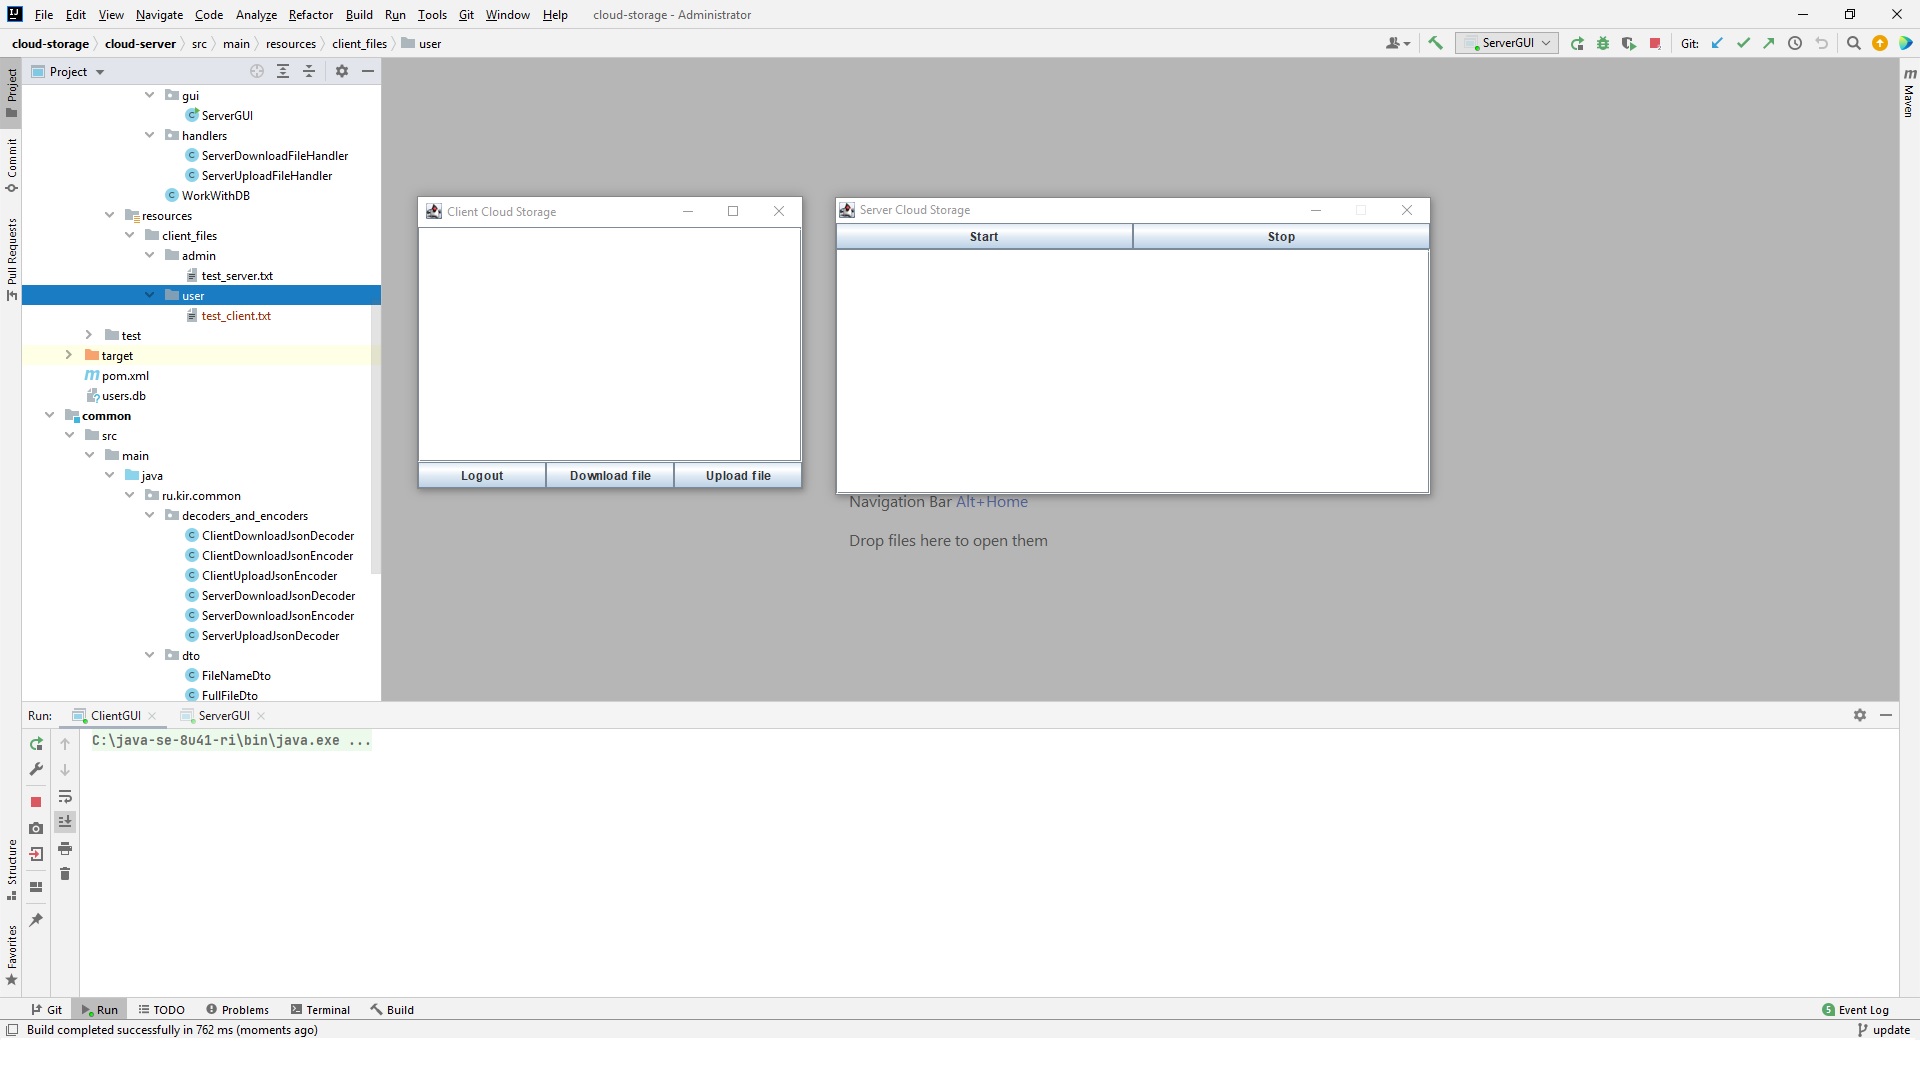 File Edit View Navigate Code Analyze Refactor Build Run Tools Git Window Help cloud-storage - Administrator
cloud-storage cloud-server src main resources client_files user
ServerGUI Git:
Project
gui
ServerGUI
handlers
ServerDownloadFileHandler
ServerUploadFileHandler
WorkWithDB
resources
client_files
admin
test_server.txt
user
test_client.txt
test
target
pom.xml
users.db
common
src
main
java
ru.kir.common
decoders_and_encoders
ClientDownloadJsonDecoder
ClientDownloadJsonEncoder
ClientUploadJsonEncoder
ServerDownloadJsonDecoder
ServerDownloadJsonEncoder
ServerUploadJsonDecoder
dto
FileNameDto
FullFileDto
Project
Commit
Pull Requests
Structure
Favorites
Client Cloud Storage
Logout Download file Upload file
Server Cloud Storage
Start Stop
Navigation Bar Alt+Home
Drop files here to open them
m
Maven
Run: ClientGUI ServerGUI
C:\java-se-8u41-ri\bin\java.exe ...
Git Run TODO Problems Terminal Build
5 Event Log
Build completed successfully in 762 ms (moments ago)
update